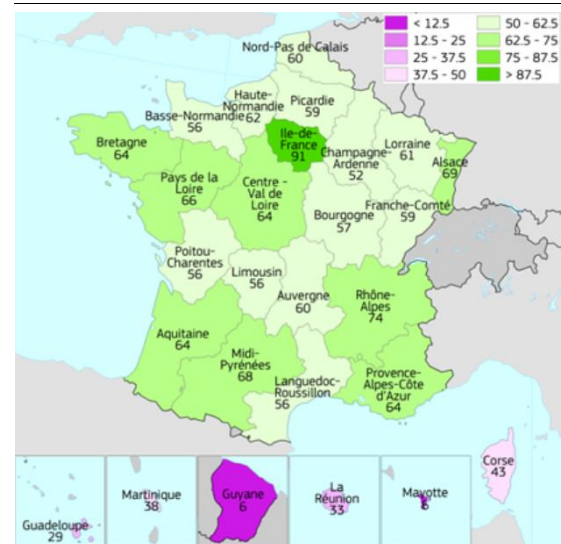 < 12.5
12.5 - 25
25 - 37.5
37.5 - 50
50 - 62.5
62.5 - 75
75 - 87.5
> 87.5
Nord-Pas de Calais
60
Haute-
Normandie
62
Picardie
59
Basse-Normandie
56
Ile-de-
France
91
Champagne-
Ardenne
52
Lorraine
61
Alsace
69
Bretagne
64
Pays de la
Loire
66
Centre -
Val de
Loire
64
Bourgogne
57
Franche-Comté
59
Poitou-
Charentes
56
Limousin
56
Auvergne
60
Rhône-
Alpes
74
Aquitaine
64
Midi-
Pyrénées
68
Languedoc-
Roussillon
56
Provence-
Alpes-Côte
d'Azur
64
Corse
43
Guadeloupe
29
Martinique
38
Guyane
6
La
Réunion
33
Mayotte
6